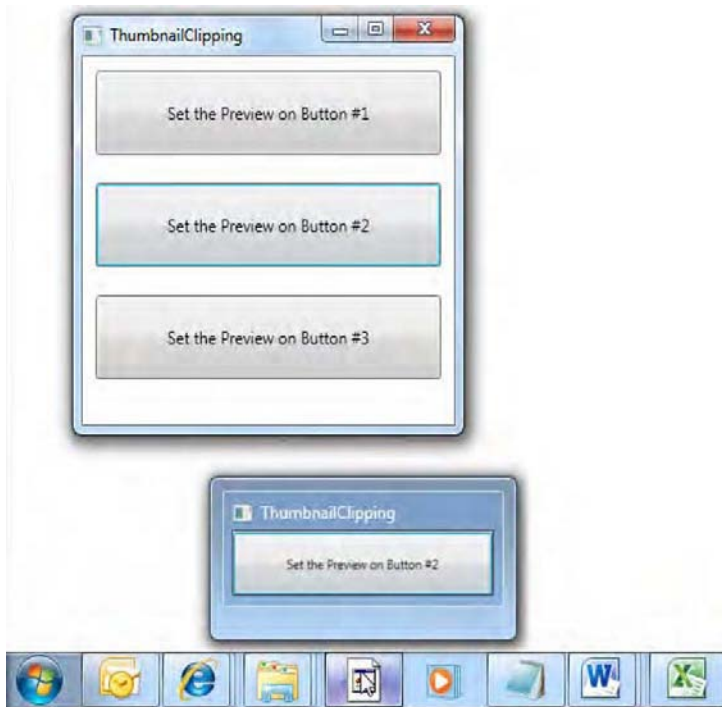 ThumbnailClipping
Set the Preview on Button #1
Set the Preview on Button #2
Set the Preview on Button #3
ThumbnailClipping
Set the Preview on Button #2